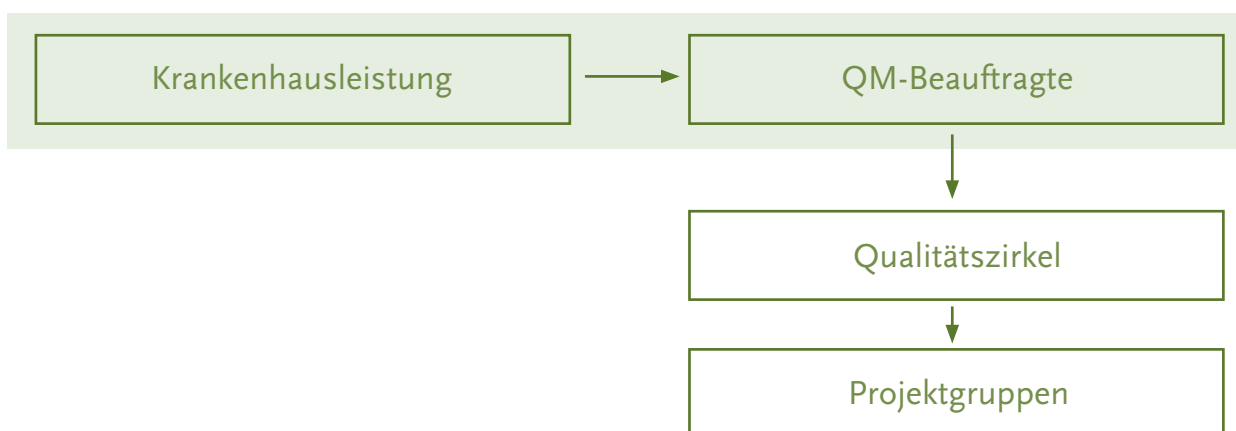 Krankenhausleistung
QM-Beauftragte
Qualitätszirkel
Projektgruppen